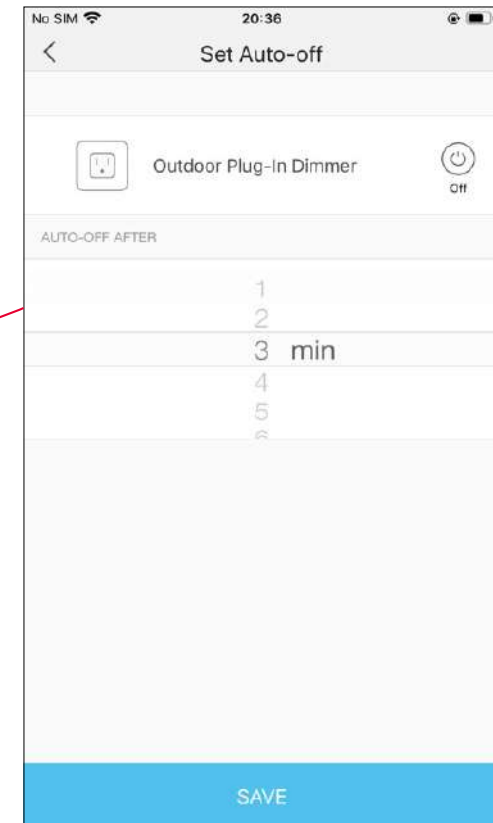 No SIM 20:36
Set Auto-off
Outdoor Plug-In Dimmer
Off
AUTO-OFF AFTER
1
2
3 min
4
5
6
SAVE